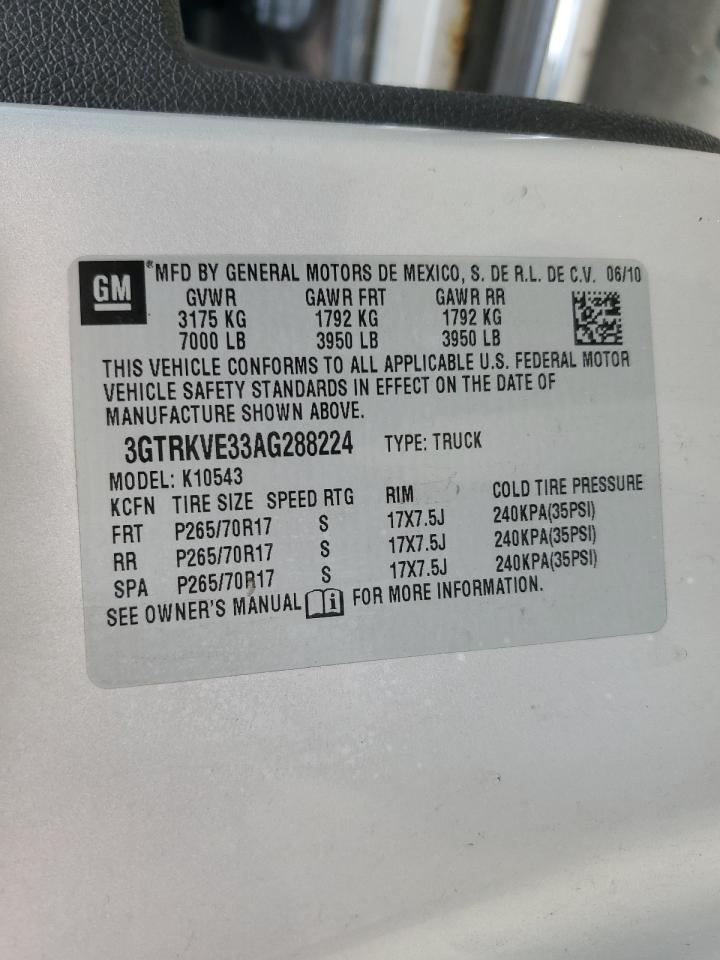 GM *MFD BY GENERAL MOTORS DE MEXICO, S. DE R.L. DE C.V. 06/10
GVWR GAWR FRT GAWR RR
3175 KG 1792 KG 1792 KG
7000 LB 3950 LB 3950 LB
THIS VEHICLE CONFORMS TO ALL APPLICABLE U.S. FEDERAL MOTOR
VEHICLE SAFETY STANDARDS IN EFFECT ON THE DATE OF
MANUFACTURE SHOWN ABOVE.
3GTRKVE33AG288224 TYPE: TRUCK
MODEL: K10543
KCFN TIRE SIZE SPEED RTG RIM COLD TIRE PRESSURE
FRT P265/70R17 S 17X7.5J 240KPA(35PSI)
RR P265/70R17 S 17X7.5J 240KPA(35PSI)
SPA P265/70R17 S 17X7.5J 240KPA(35PSI)
SEE OWNER'S MANUAL FOR MORE INFORMATION.